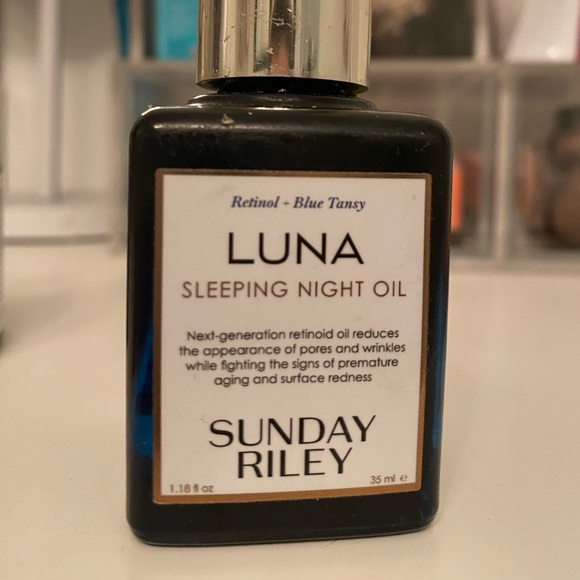 Retinol - Blue Tansy
LUNA
SLEEPING NIGHT OIL
Next-generation retinoid oil reduces
the appearance of pores and wrinkles
while fighting the signs of premature
aging and surface redness
SUNDAY
RILEY
1.18 fl oz 35 ml ℮